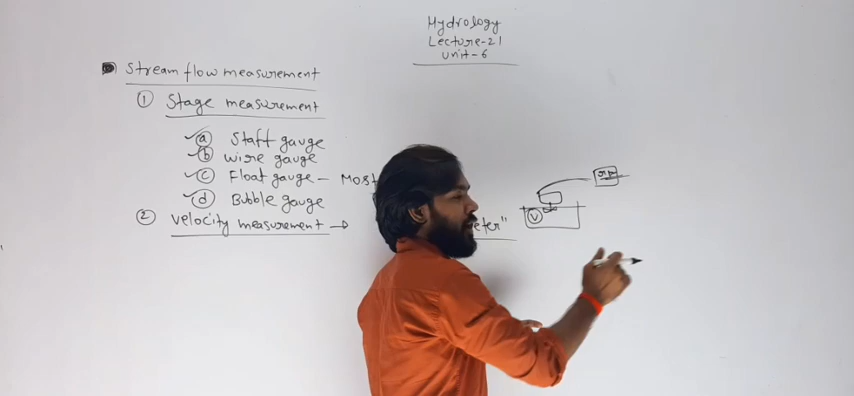 Hydrology
Lecture-21
Unit-6
Stream flow measurement
① Stage measurement
ⓐ Staff gauge
ⓑ wire gauge
ⓒ Float gauge - Most
ⓓ Bubble gauge
② velocity measurement → eter"
V